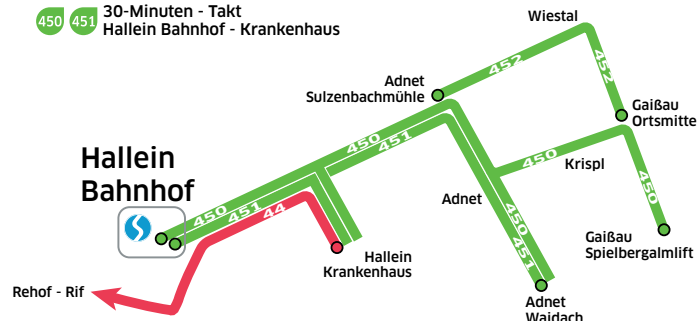 450 451 30-Minuten - Takt
Hallein Bahnhof - Krankenhaus
Wiestal
452
452
Adnet
Sulzenbachmühle
Gaißau
Ortsmitte
450
451
450
Krispl
Hallein
Bahnhof
Adnet
450
450
451
44
450
451
Gaißau
Spielbergalmlift
Hallein
Krankenhaus
Rehof - Rif
Adnet
Waidach